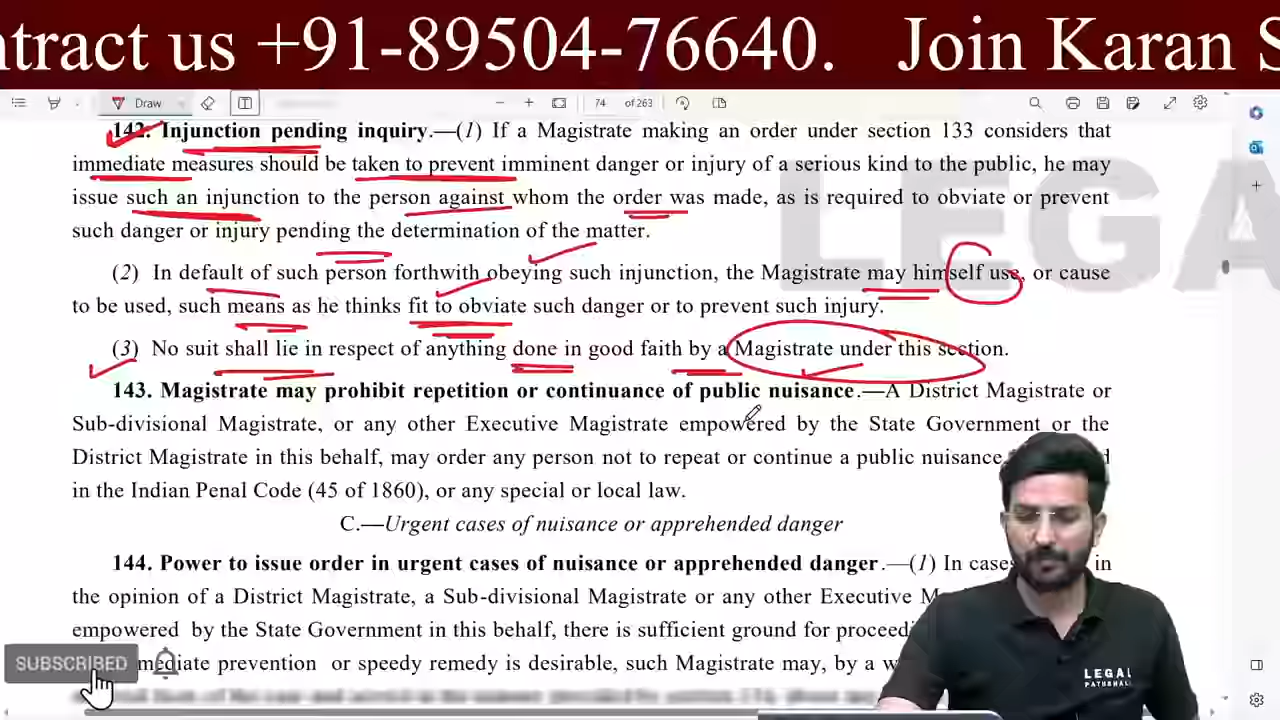 ntract us +91-89504-76640. Join Karan S
Draw 74 of 263
142. Injunction pending inquiry.—(1) If a Magistrate making an order under section 133 considers that
immediate measures should be taken to prevent imminent danger or injury of a serious kind to the public, he may
issue such an injunction to the person against whom the order was made, as is required to obviate or prevent
such danger or injury pending the determination of the matter.
(2) In default of such person forthwith obeying such injunction, the Magistrate may himself use, or cause
to be used, such means as he thinks fit to obviate such danger or to prevent such injury.
(3) No suit shall lie in respect of anything done in good faith by a Magistrate under this section.
143. Magistrate may prohibit repetition or continuance of public nuisance.—A District Magistrate or
Sub-divisional Magistrate, or any other Executive Magistrate empowered by the State Government or the
District Magistrate in this behalf, may order any person not to repeat or continue a public nuisance
in the Indian Penal Code (45 of 1860), or any special or local law.
C.—Urgent cases of nuisance or apprehended danger
144. Power to issue order in urgent cases of nuisance or apprehended danger.—(1) In cases in
the opinion of a District Magistrate, a Sub-divisional Magistrate or any other Executive
empowered by the State Government in this behalf, there is sufficient ground for
mediate prevention or speedy remedy is desirable, such Magistrate may, by a
LEGA
SUBSCRIBED
LEGAL
PATHSHALA